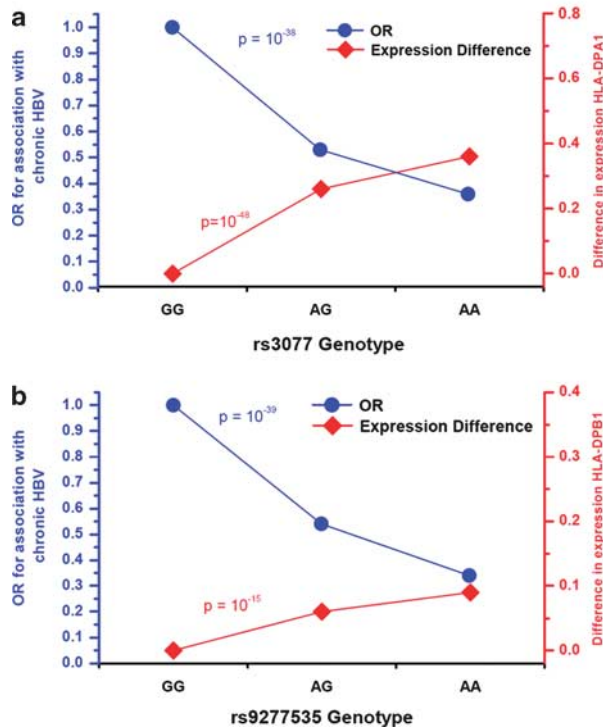 a
OR for association with
chronic HBV
1.0
0.9
0.8
0.7
0.6
0.5
0.4
0.3
0.2
0.1
0.0
p = 10-38
OR
Expression Difference
p=10-48
0.8
0.6
0.4
0.2
0.0
Difference in expression HLA-DPA1
GG
AG
AA
rs3077 Genotype
b
OR for association with
chronic HBV
1.0
0.9
0.8
0.7
0.6
0.5
0.4
0.3
0.2
0.1
0.0
p = 10-39
OR
Expression Difference
p = 10-15
0.4
0.3
0.2
0.1
0.0
Difference in expression HLA-DPB1
GG
AG
AA
rs9277535 Genotype